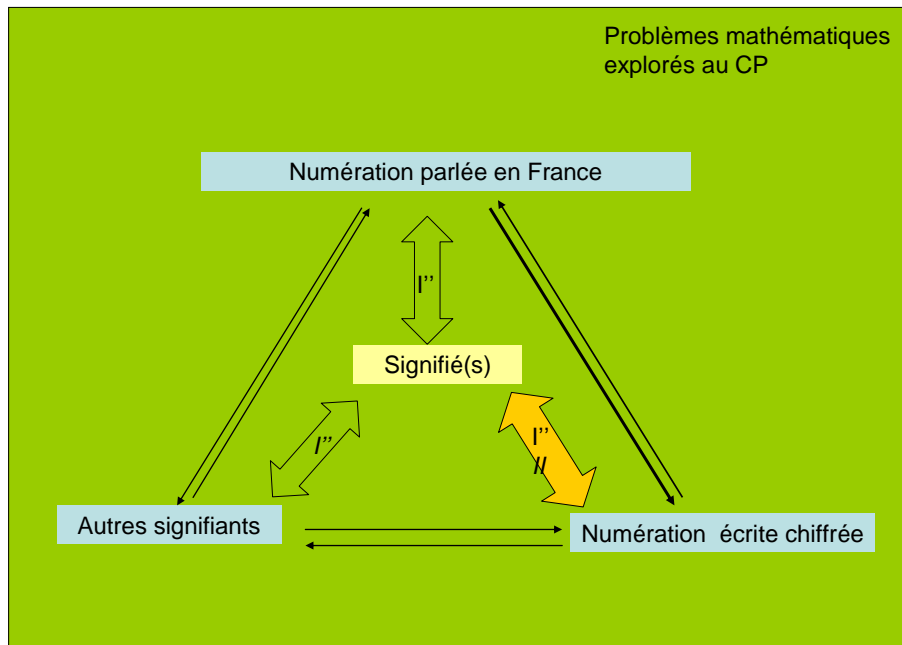 Problèmes mathématiques
explorés au CP
Numération parlée en France
I’’
Signifié(s)
I’’
I’’
II
Autres signifiants
Numération écrite chiffrée